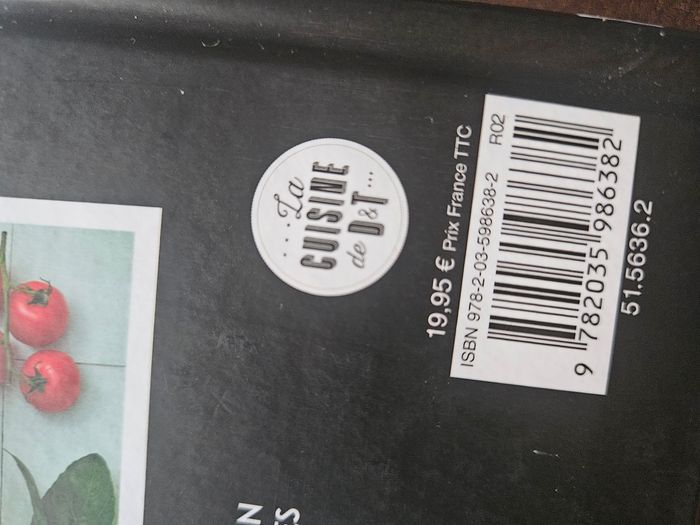 ...La
CUISINE
de D&T...
19,95 € Prix France TTC
ISBN 978-2-03-598638-2 R02
9 782035 986382
51.5636.2